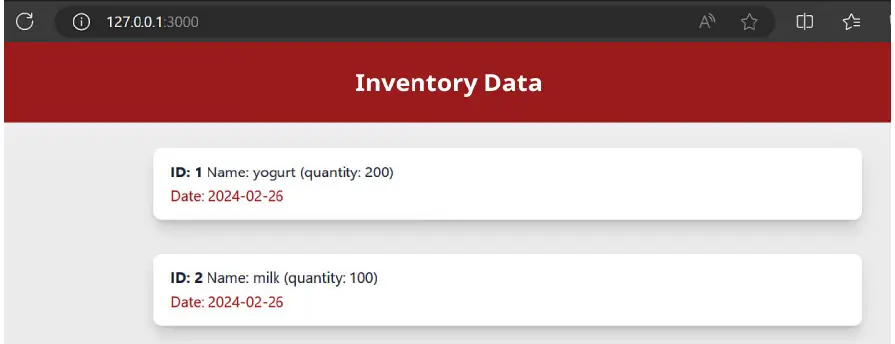 127.0.0.1:3000
Inventory Data
ID: 1 Name: yogurt (quantity: 200)
Date: 2024-02-26
ID: 2 Name: milk (quantity: 100)
Date: 2024-02-26